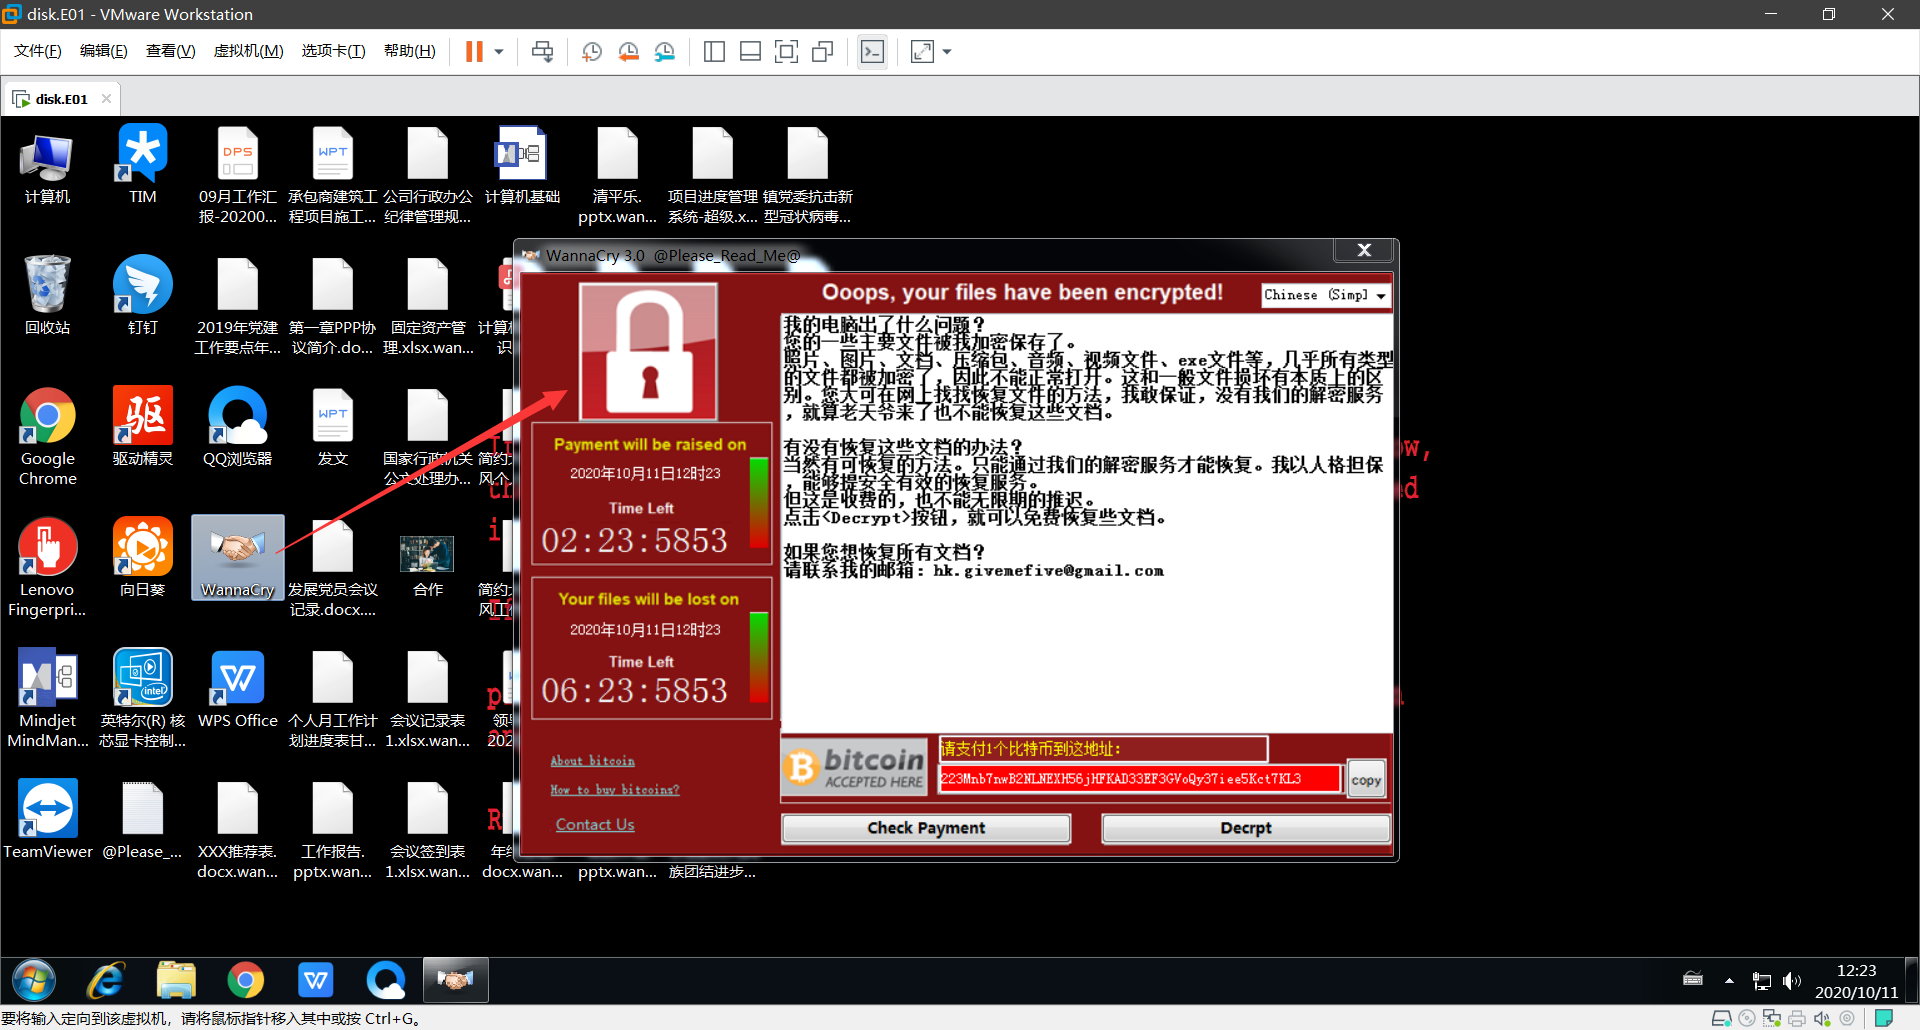 disk.E01 - VMware Workstation
文件(F) 编辑(E) 查看(V) 虚拟机(M) 选项卡(T) 帮助(H)
disk.E01
计算机
TIM
DPS
09月工作汇
报-20200...
WPT
承包商建筑工
程项目施工...
公司行政办公
纪律管理规...
计算机基础
清平乐.
pptx.wan...
项目进度管理
系统-超级.x...
镇党委抗击新
型冠状病毒...
回收站
钉钉
2019年党建
工作要点年...
第一章PPP协
议简介.do...
固定资产管
理.xlsx.wan...
计算
识
Google
Chrome
驱
驱动精灵
QQ浏览器
WPT
发文
国家行政机关
公文处理办...
简约
风个
Lenovo
Fingerpri...
向日葵
WannaCry
发展党员会议
记录.docx....
合作
简约
风工
Mindjet
MindMan...
intel
英特尔(R) 核
芯显卡控制...
WPS Office
个人月工作计
划进度表甘...
会议记录表
1.xlsx.wan...
领
202
TeamViewer
@Please_...
XXX推荐表.
docx.wan...
工作报告.
pptx.wan...
会议签到表
1.xlsx.wan...
年
docx.wan...
pptx.wan...
族团结进步...
WannaCry 3.0 @Please_Read_Me@
X
Ooops, your files have been encrypted!
Chinese (Simpl
我的电脑出了什么问题？
您的一些主要文件被我加密保存了。
照片、图片、文档、压缩包、音频、视频文件、exe文件等，几乎所有类型
的文件都被加密了，因此不能正常打开。这和一般文件损坏有本质上的区
别。您大可在网上找找恢复文件的方法，我敢保证，没有我们的解密服务
，就算老天爷来了也不能恢复这些文档。
有没有恢复这些文档的办法？
当然有可恢复的方法。只能通过我们的解密服务才能恢复。我以人格担保
，能够提安全有效的恢复服务。
但这是收费的，也不能无限期的推迟。
点击<Decrypt>按钮，就可以免费恢复些文档。
如果您想恢复所有文档？
请联系我的邮箱：hk.givemefive@gmail.com
Payment will be raised on
2020年10月11日12时23
Time Left
02:23:5853
Your files will be lost on
2020年10月11日12时23
Time Left
06:23:5853
About bitcoin
How to buy bitcoins?
Contact Us
bitcoin
ACCEPTED HERE
请支付1个比特币到这地址：
223Mnb7nwB2NLNEXH56jHFKAD33EF3GVoQy37iee5Kct7KL3
copy
Check Payment
Decrpt
12:23
2020/10/11
要将输入定向到该虚拟机，请将鼠标指针移入其中或按 Ctrl+G。